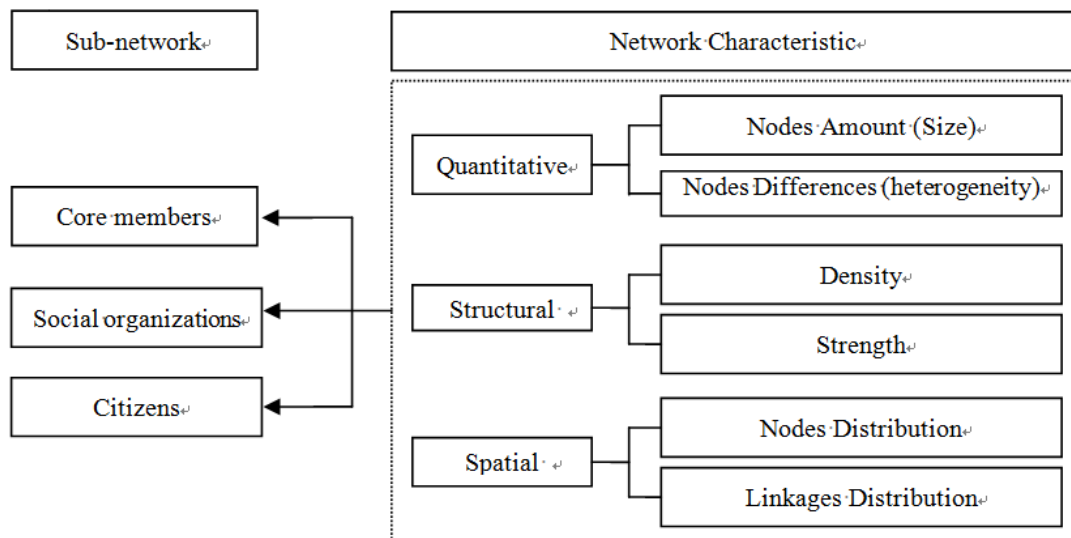 Sub-network
Network Characteristic
Core members
Social organizations
Citizens
Quantitative
Nodes Amount (Size)
Nodes Differences (heterogeneity)
Structural
Density
Strength
Spatial
Nodes Distribution
Linkages Distribution